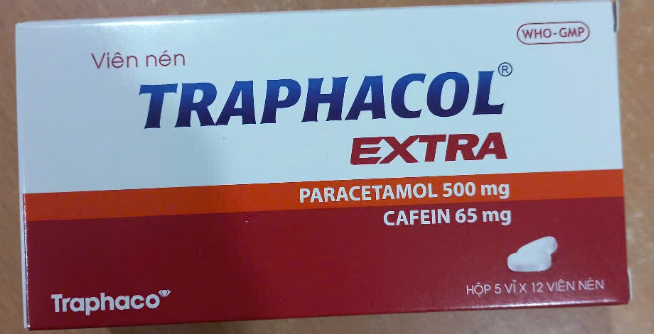 WHO-GMP
Viên nén
TRAPHACOL®
EXTRA
PARACETAMOL 500 mg
CAFEIN 65 mg
Traphaco
HỘP 5 VỈ X 12 VIÊN NÉN